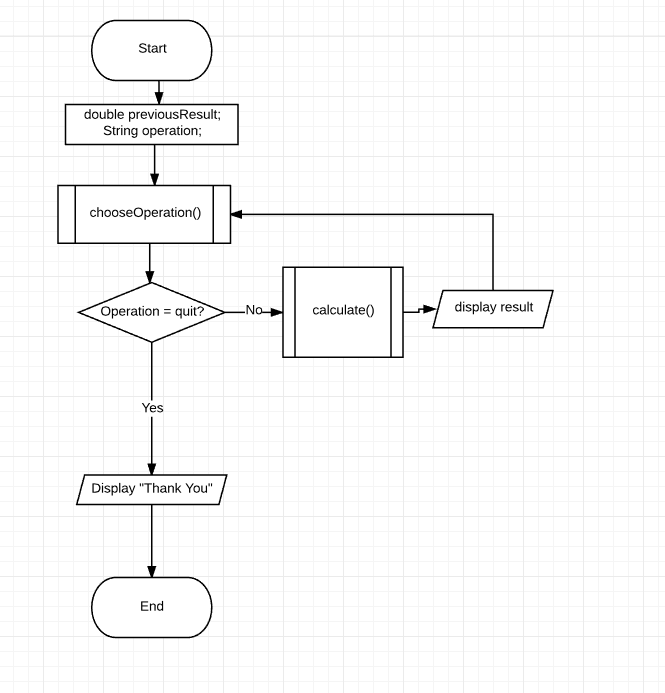 Start
double previousResult;
String operation;
chooseOperation()
Operation = quit?
No
calculate()
display result
Yes
Display "Thank You"
End